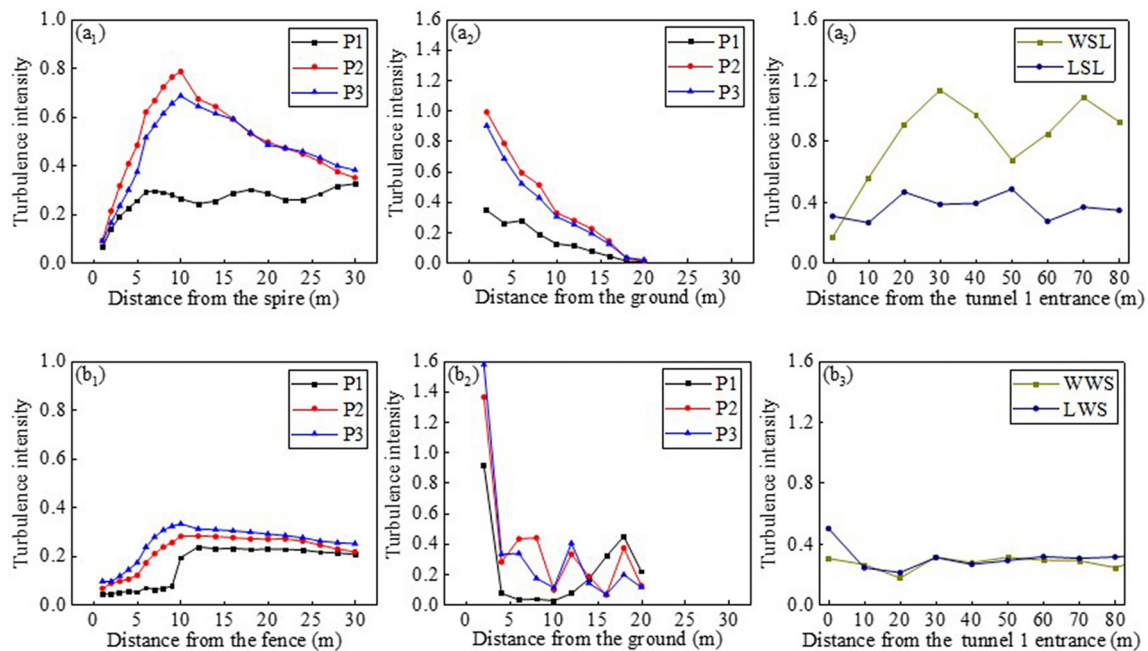 (a1)
P1
P2
P3
Turbulence intensity
1.0
0.8
0.6
0.4
0.2
0.0
0 5 10 15 20 25 30
Distance from the spire (m)
(a2)
P1
P2
P3
Turbulence intensity
1.6
1.4
1.2
1.0
0.8
0.6
0.4
0.2
0.0
0 5 10 15 20 25 30
Distance from the ground (m)
(a3)
WSL
LSL
Turbulence intensity
1.6
1.2
0.8
0.4
0.0
0 10 20 30 40 50 60 70 80
Distance from the tunnel 1 entrance (m)
(b1)
P1
P2
P3
Turbulence intensity
1.0
0.8
0.6
0.4
0.2
0.0
0 5 10 15 20 25 30
Distance from the fence (m)
(b2)
P1
P2
P3
Turbulence intensity
1.6
1.4
1.2
1.0
0.8
0.6
0.4
0.2
0.0
0 5 10 15 20 25 30
Distance from the ground (m)
(b3)
WWS
LWS
Turbulence intensity
1.6
1.2
0.8
0.4
0.0
0 10 20 30 40 50 60 70 80
Distance from the tunnel 1 entrance (m)